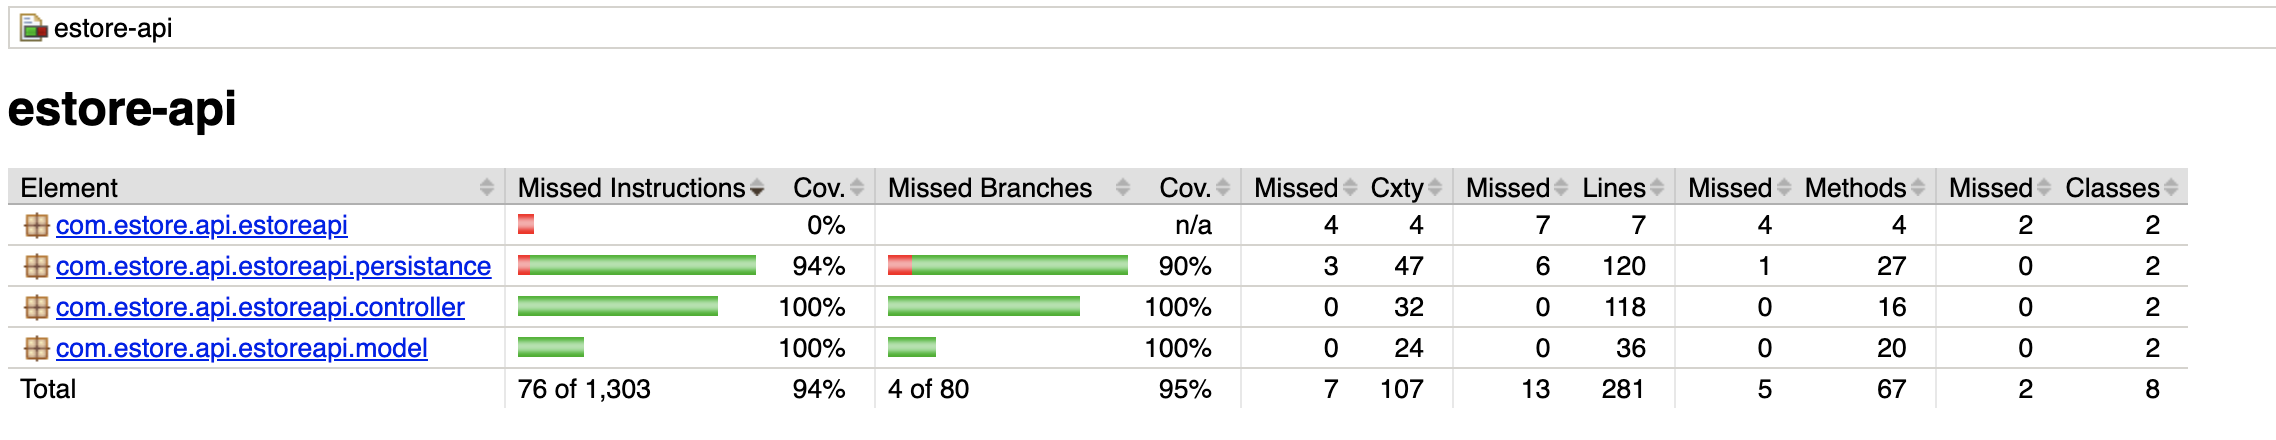 estore-api
estore-api
Element Missed Instructions Cov. Missed Branches Cov. Missed Cxty Missed Lines Missed Methods Missed Classes
com.estore.api.estoreapi 0% n/a 4 4 7 7 4 4 2 2
com.estore.api.estoreapi.persistance 94% 90% 3 47 6 120 1 27 0 2
com.estore.api.estoreapi.controller 100% 100% 0 32 0 118 0 16 0 2
com.estore.api.estoreapi.model 100% 100% 0 24 0 36 0 20 0 2
Total 76 of 1,303 94% 4 of 80 95% 7 107 13 281 5 67 2 8